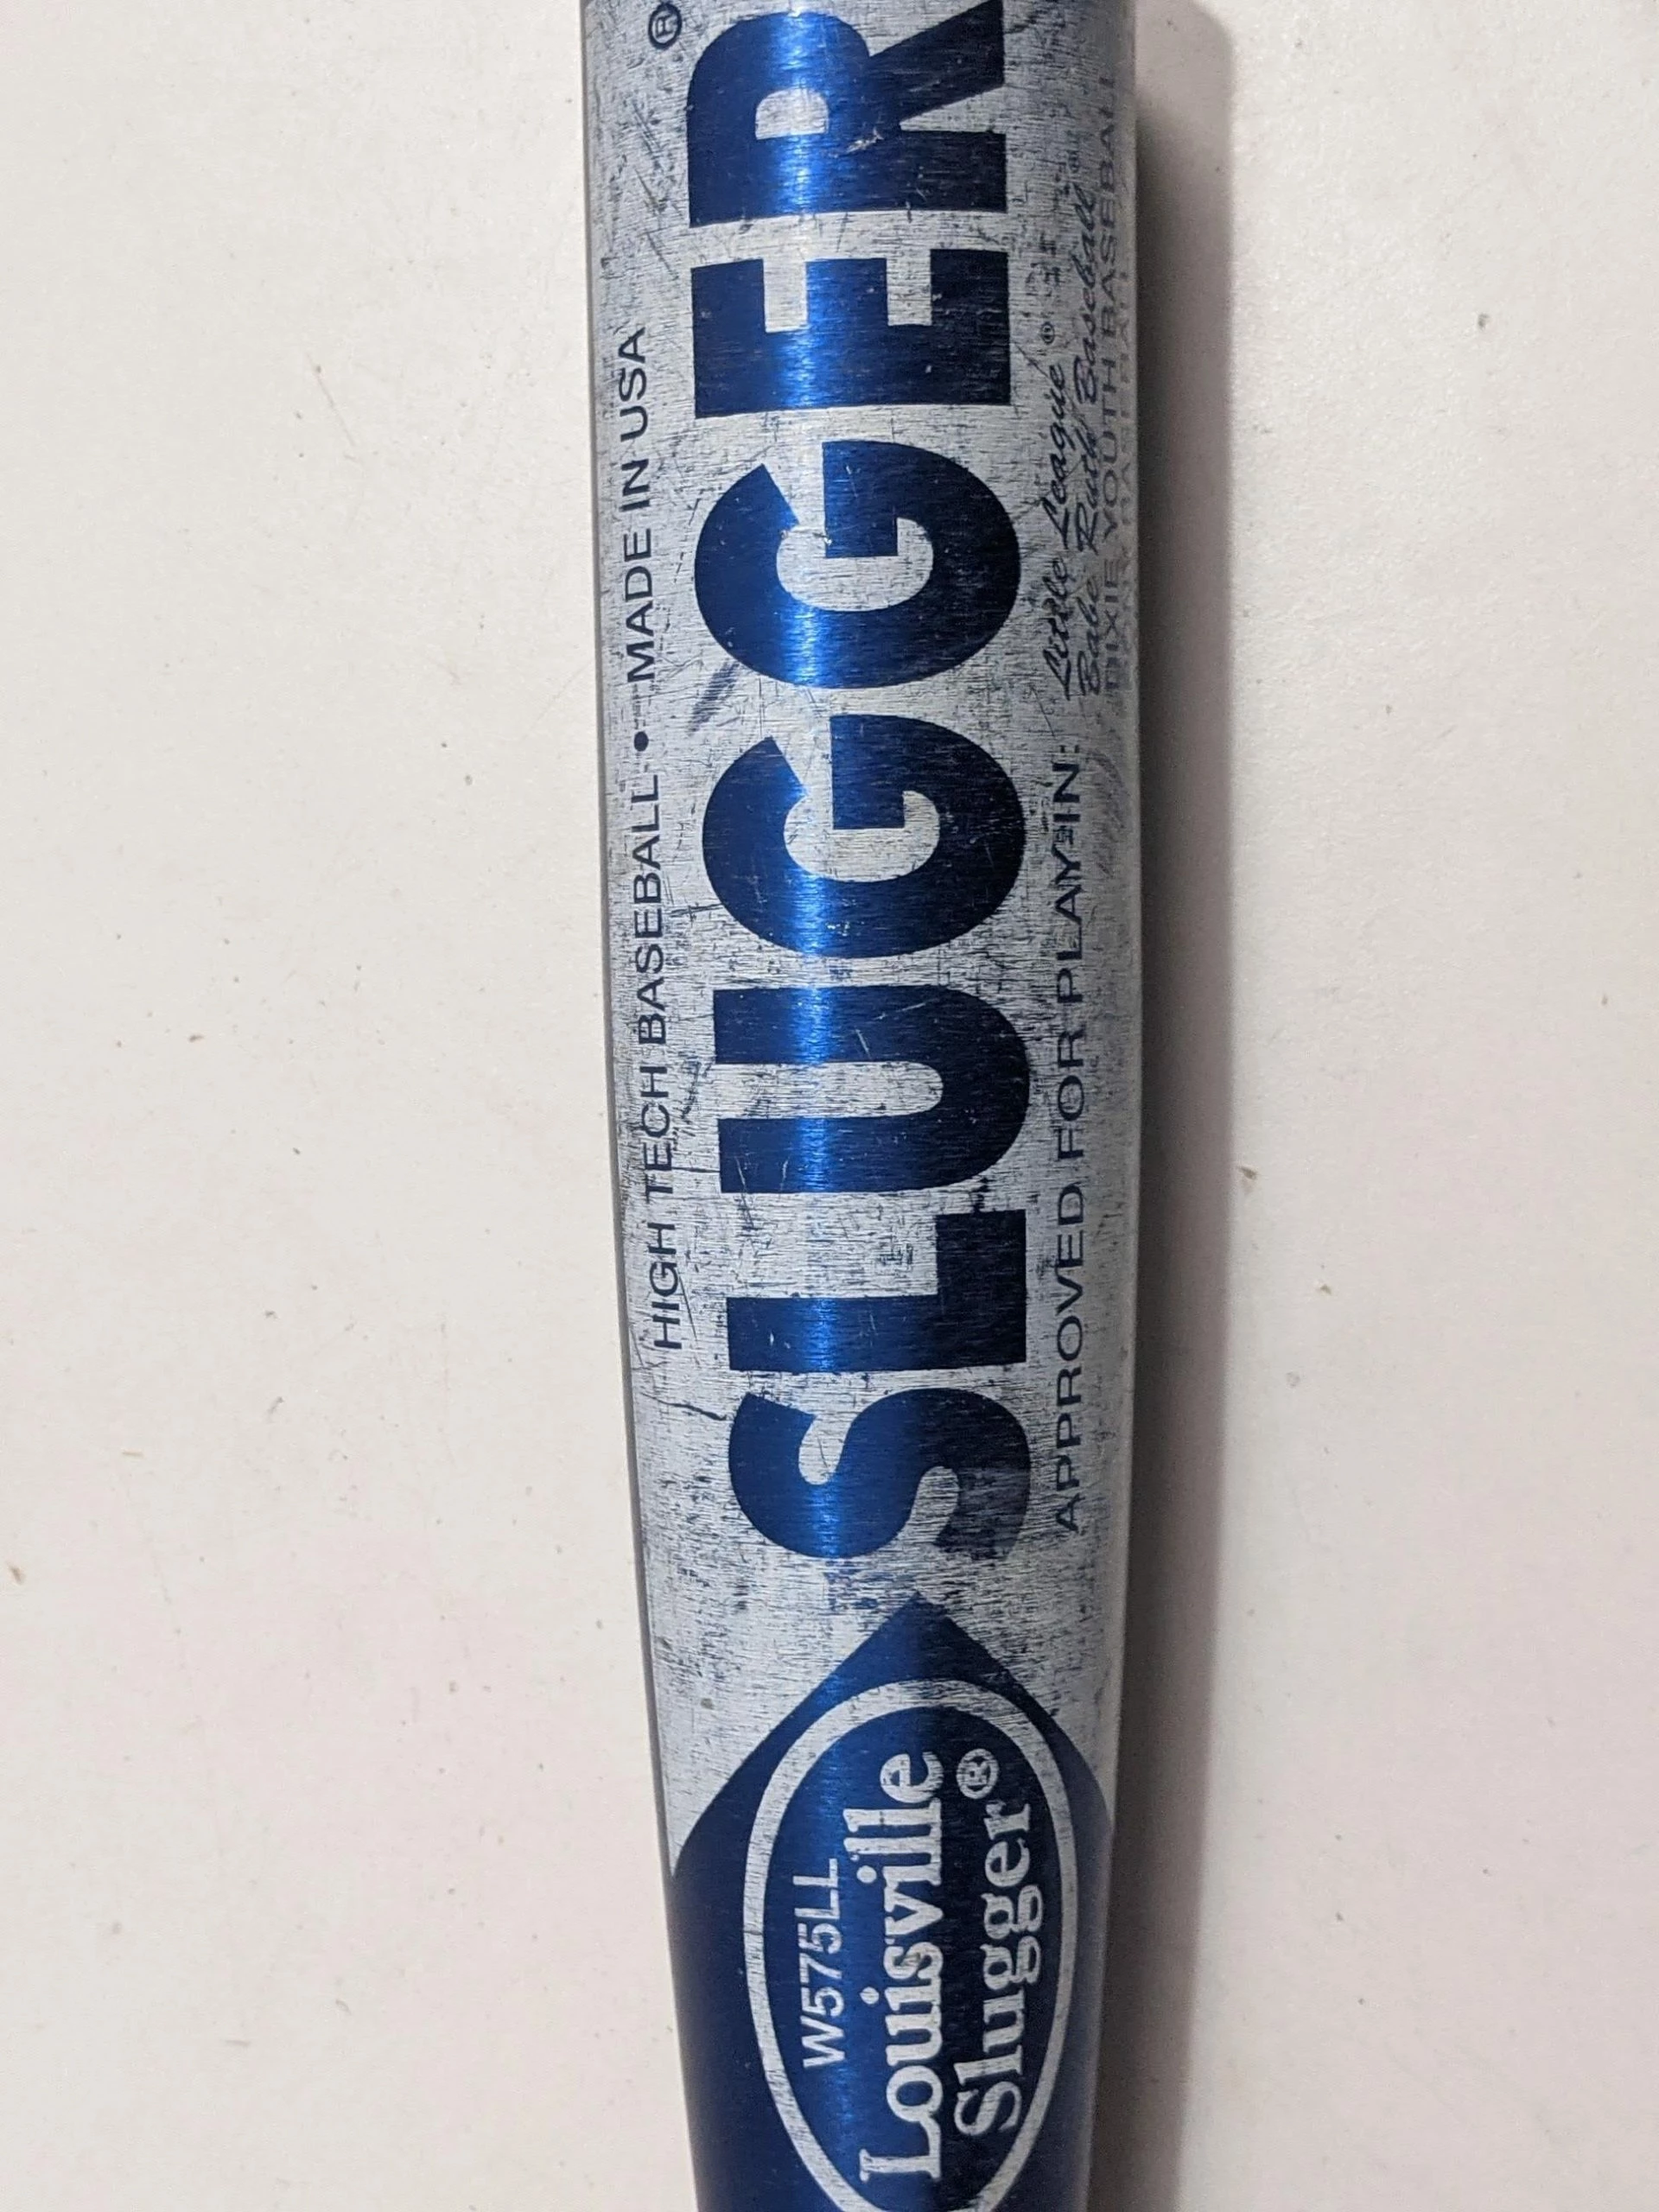 HIGH TECH BASEBALL • MADE IN USA
SLUGGER®
W575LL
Louisville
Slugger®
APPROVED FOR PLAY IN:
Little League®
Babe Ruth Baseball®
DIXIE YOUTH BASEBALL